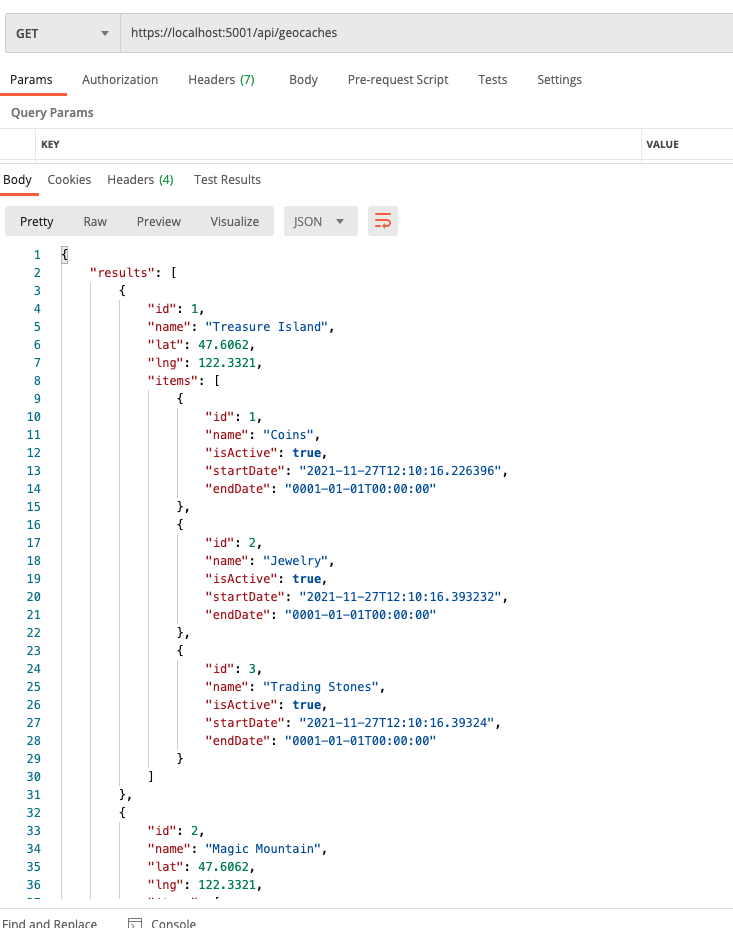 GET https://localhost:5001/api/geocaches
Params Authorization Headers (7) Body Pre-request Script Tests Settings
Query Params
KEY VALUE
Body Cookies Headers (4) Test Results
Pretty Raw Preview Visualize JSON
1 {
2 "results": [
3 {
4 "id": 1,
5 "name": "Treasure Island",
6 "lat": 47.6062,
7 "lng": 122.3321,
8 "items": [
9 {
10 "id": 1,
11 "name": "Coins",
12 "isActive": true,
13 "startDate": "2021-11-27T12:10:16.226396",
14 "endDate": "0001-01-01T00:00:00"
15 },
16 {
17 "id": 2,
18 "name": "Jewelry",
19 "isActive": true,
20 "startDate": "2021-11-27T12:10:16.393232",
21 "endDate": "0001-01-01T00:00:00"
22 },
23 {
24 "id": 3,
25 "name": "Trading Stones",
26 "isActive": true,
27 "startDate": "2021-11-27T12:10:16.39324",
28 "endDate": "0001-01-01T00:00:00"
29 }
30 ]
31 },
32 {
33 "id": 2,
34 "name": "Magic Mountain",
35 "lat": 47.6062,
36 "lng": 122.3321,
Find and Replace Console